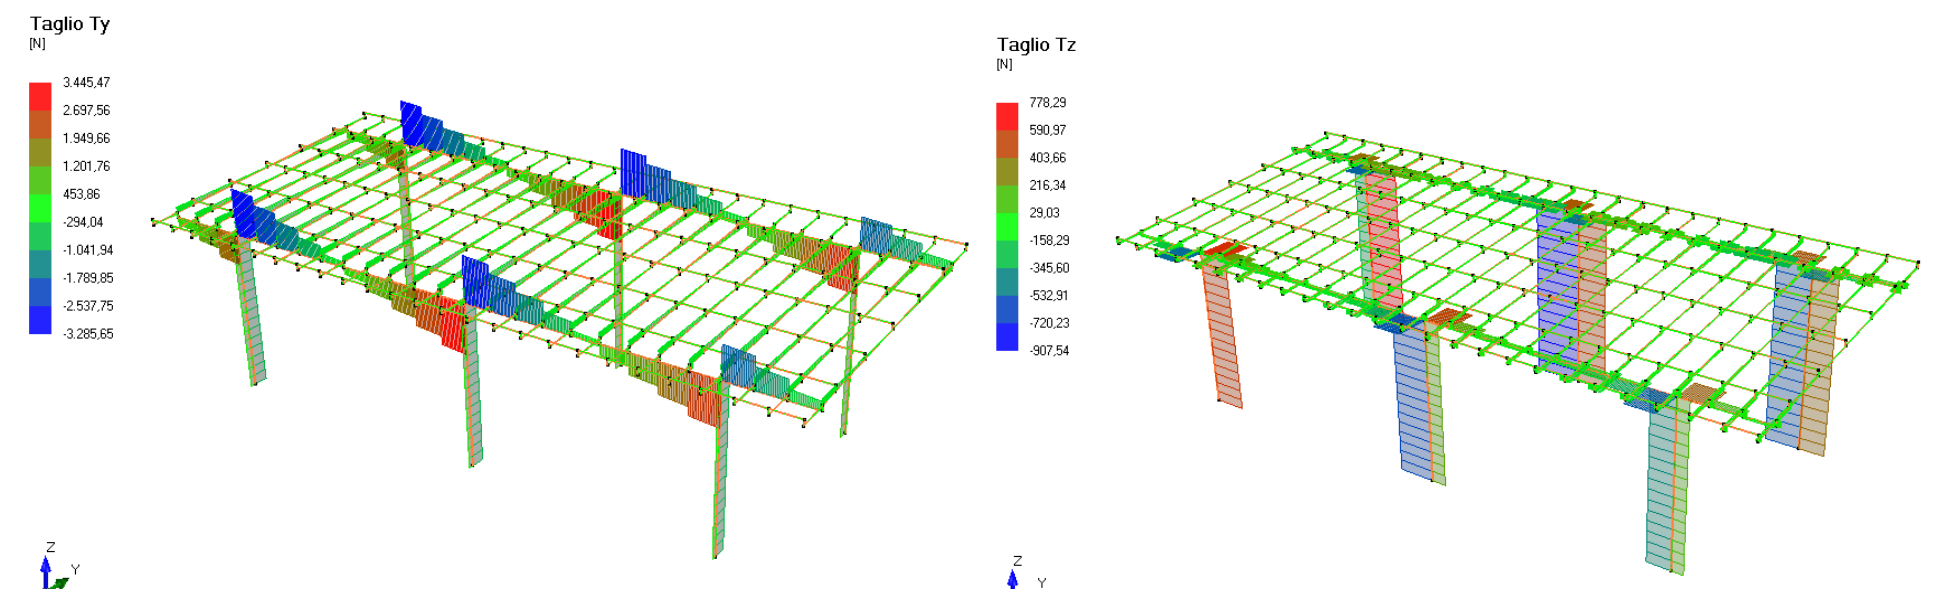 Taglio Ty
[N]
3.445,47
2.697,56
1.949,66
1.201,76
453,86
-294,04
-1.041,94
-1.789,85
-2.537,75
-3.285,65
Z
Y
Taglio Tz
[N]
778,29
590,97
403,66
216,34
29,03
-158,29
-345,60
-532,91
-720,23
-907,54
Z
Y